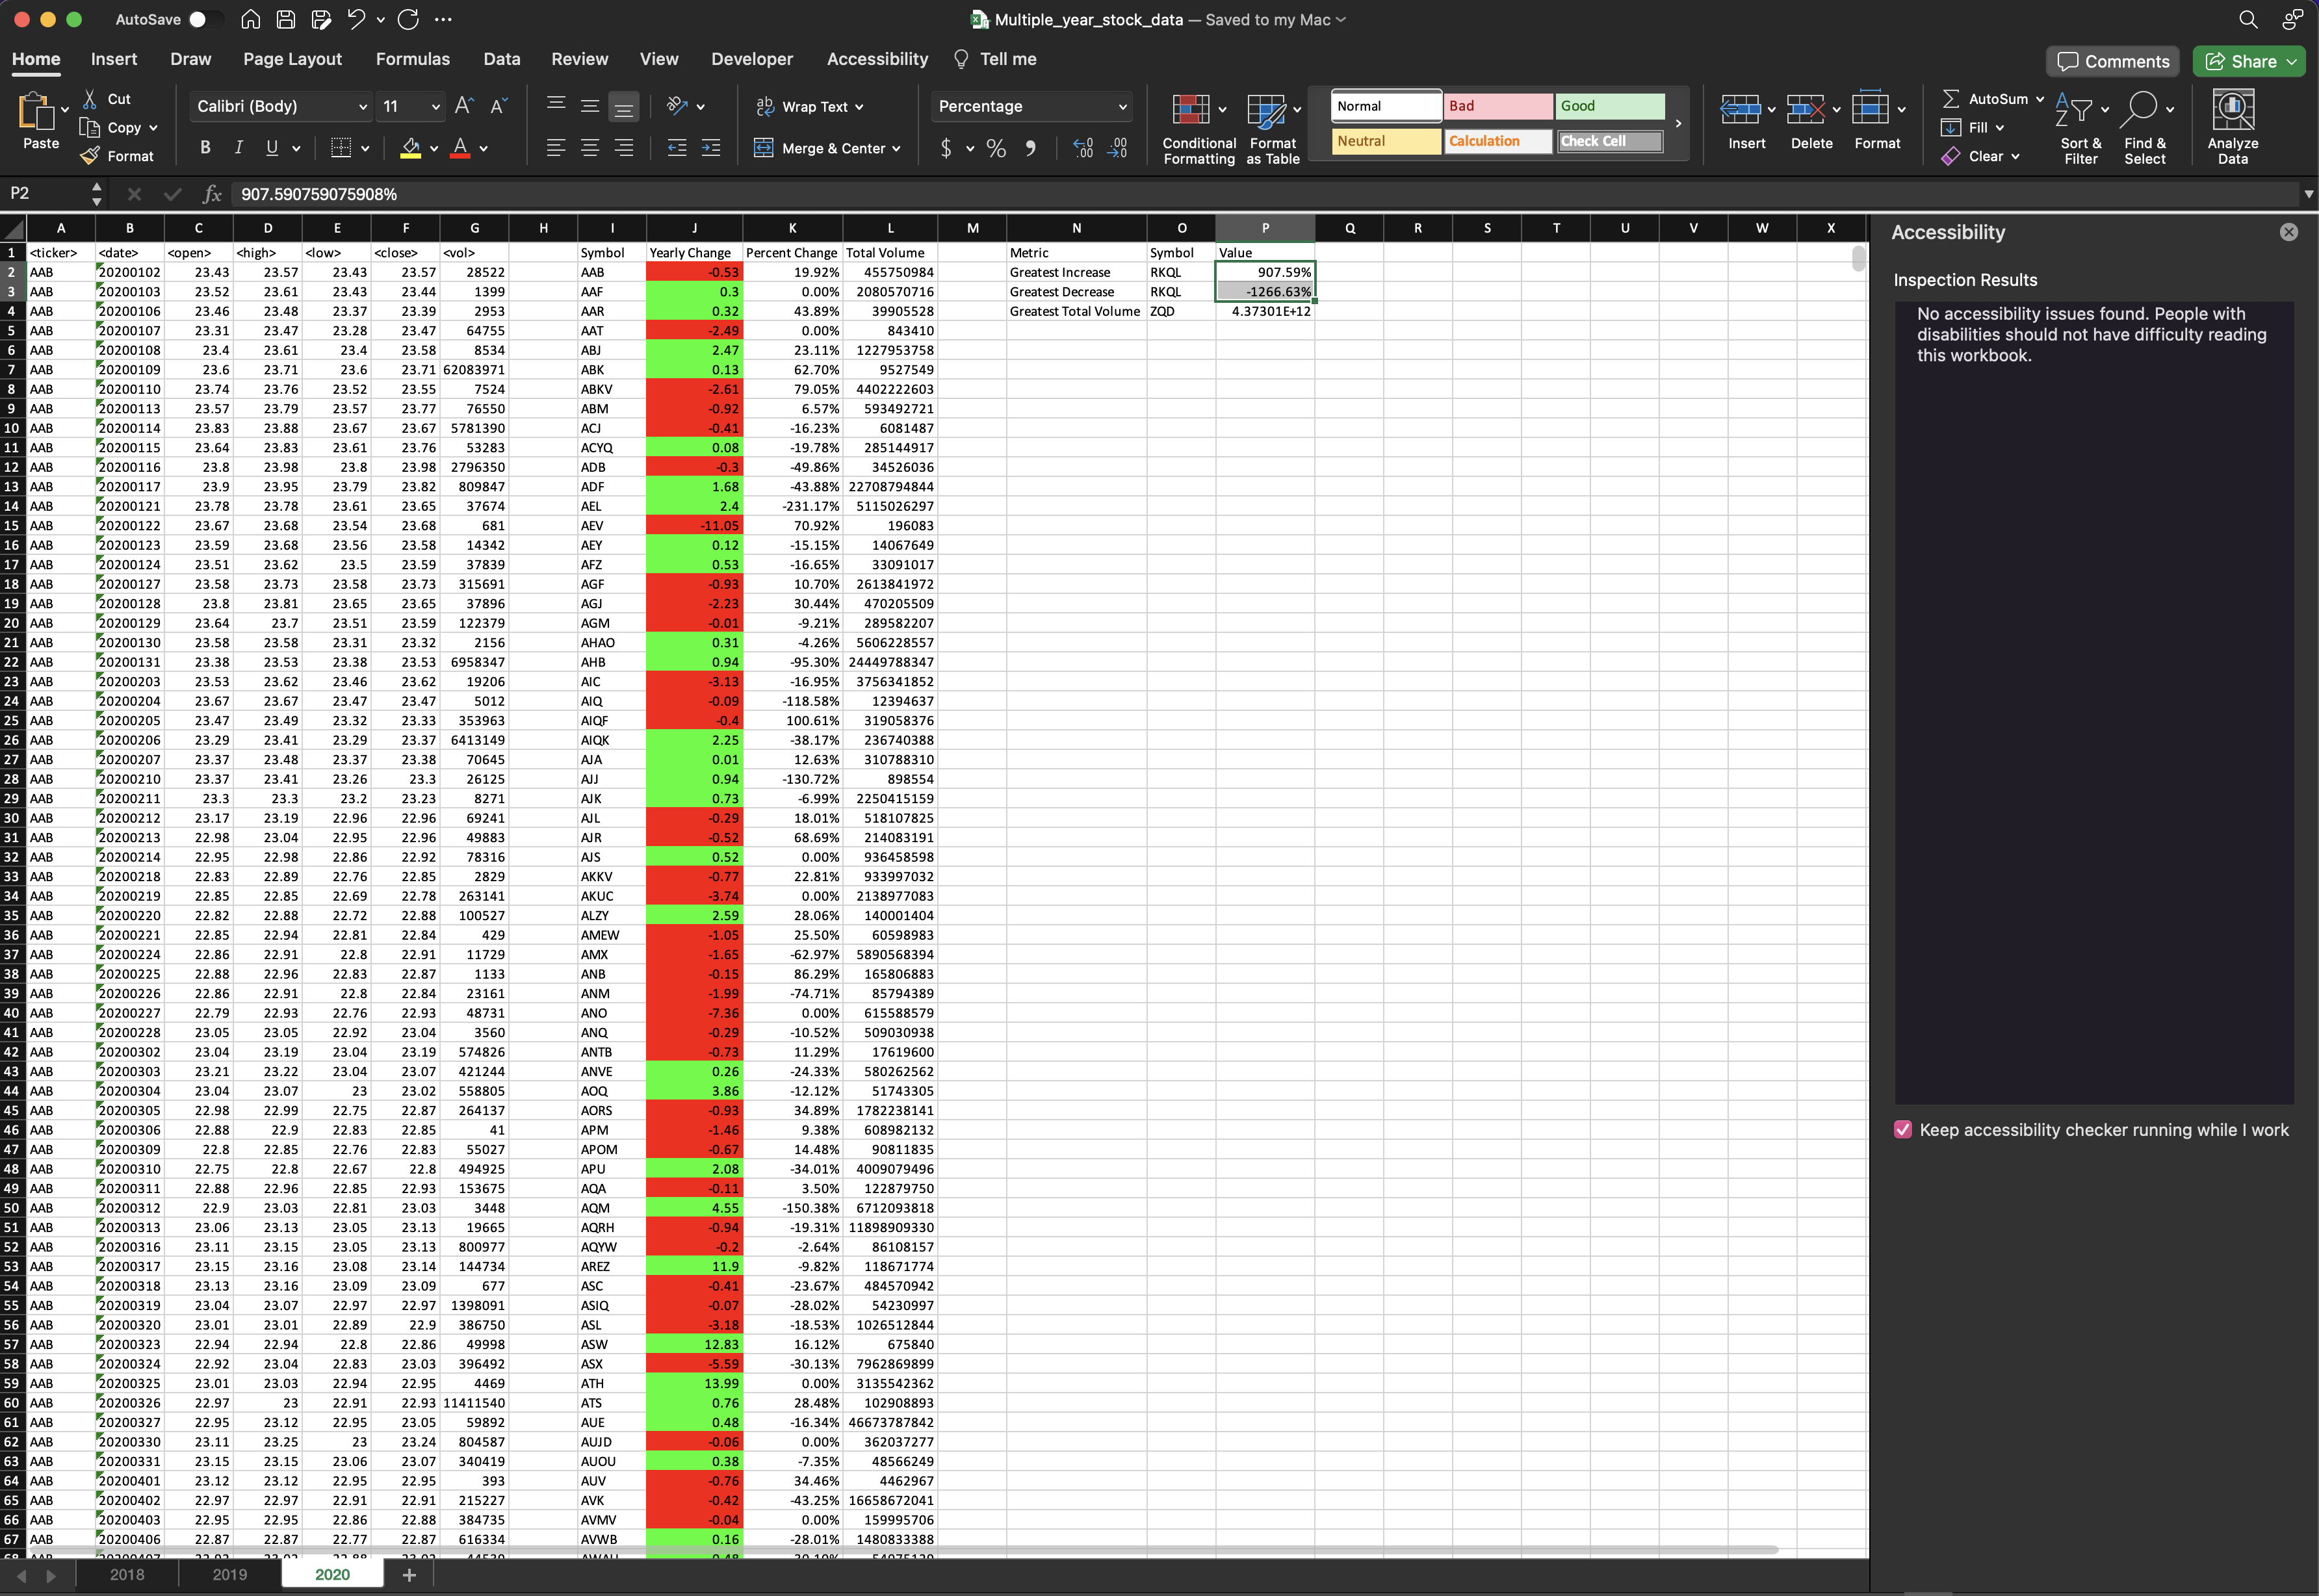 AutoSave
Multiple_year_stock_data — Saved to my Mac
Home Insert Draw Page Layout Formulas Data Review View Developer Accessibility Tell me Comments Share
Paste Cut Copy Format
Calibri (Body) 11
Wrap Text Merge & Center
Percentage
Conditional Formatting Format as Table
Normal Bad Good
Neutral Calculation Check Cell
Insert Delete Format
AutoSum Fill Clear
Sort & Filter Find & Select Analyze Data
P2 fx 907.590759075908%
A B C D E F G H I J K L M N O P Q R S T U V W X
1 <ticker> <date> <open> <high> <low> <close> <vol> Symbol Yearly Change Percent Change Total Volume Metric Symbol Value
2 AAB 20200102 23.43 23.57 23.43 23.57 28522 AAB -0.53 19.92% 455750984 Greatest Increase RKQL 907.59%
3 AAB 20200103 23.52 23.61 23.43 23.44 1399 AAF 0.3 0.00% 2080570716 Greatest Decrease RKQL -1266.63%
4 AAB 20200106 23.46 23.48 23.37 23.39 2953 AAR 0.32 43.89% 39905528 Greatest Total Volume ZQD 4.37301E+12
5 AAB 20200107 23.31 23.47 23.28 23.47 64755 AAT -2.49 0.00% 843410
6 AAB 20200108 23.4 23.61 23.4 23.58 8534 ABJ 2.47 23.11% 1227953758
7 AAB 20200109 23.6 23.71 23.6 23.71 62083971 ABK 0.13 62.70% 9527549
8 AAB 20200110 23.74 23.76 23.52 23.55 7524 ABKV -2.61 79.05% 4402222603
9 AAB 20200113 23.57 23.79 23.57 23.77 76550 ABM -0.92 6.57% 593492721
10 AAB 20200114 23.83 23.88 23.67 23.67 5781390 ACJ -0.41 -16.23% 6081487
11 AAB 20200115 23.64 23.83 23.61 23.76 53283 ACYQ 0.08 -19.78% 285144917
12 AAB 20200116 23.8 23.98 23.8 23.98 2796350 ADB -0.3 -49.86% 34526036
13 AAB 20200117 23.9 23.95 23.79 23.82 809847 ADF 1.68 -43.88% 22708794844
14 AAB 20200121 23.78 23.78 23.61 23.65 37674 AEL 2.4 -231.17% 5115026297
15 AAB 20200122 23.67 23.68 23.54 23.68 681 AEV -11.05 70.92% 196083
16 AAB 20200123 23.59 23.68 23.56 23.58 14342 AEY 0.12 -15.15% 14067649
17 AAB 20200124 23.51 23.62 23.5 23.59 37839 AFZ 0.53 -16.65% 33091017
18 AAB 20200127 23.58 23.73 23.58 23.73 315691 AGF -0.93 10.70% 2613841972
19 AAB 20200128 23.8 23.81 23.65 23.65 37896 AGJ -2.23 30.44% 470205509
20 AAB 20200129 23.64 23.7 23.51 23.59 122379 AGM -0.01 -9.21% 289582207
21 AAB 20200130 23.58 23.58 23.31 23.32 2156 AHAO 0.31 -4.26% 5606228557
22 AAB 20200131 23.38 23.53 23.38 23.53 6958347 AHB 0.94 -95.30% 24449788347
23 AAB 20200203 23.53 23.62 23.46 23.62 19206 AIC -3.13 -16.95% 3756341852
24 AAB 20200204 23.67 23.67 23.47 23.47 5012 AIQ -0.09 -118.58% 12394637
25 AAB 20200205 23.47 23.49 23.32 23.33 353963 AIQF -0.4 100.61% 319058376
26 AAB 20200206 23.29 23.41 23.29 23.37 6413149 AIQK 2.25 -38.17% 236740388
27 AAB 20200207 23.37 23.48 23.37 23.38 70645 AJA 0.01 12.63% 310788310
28 AAB 20200210 23.37 23.41 23.26 23.3 26125 AJJ 0.94 -130.72% 898554
29 AAB 20200211 23.3 23.3 23.2 23.23 8271 AJK 0.73 -6.99% 2250415159
30 AAB 20200212 23.17 23.19 22.96 22.96 69241 AJL -0.29 18.01% 518107825
31 AAB 20200213 22.98 23.04 22.95 22.96 49883 AJR -0.52 68.69% 214083191
32 AAB 20200214 22.95 22.98 22.86 22.92 78316 AJS 0.52 0.00% 936458598
33 AAB 20200218 22.83 22.89 22.76 22.85 2829 AKKV -0.77 22.81% 933997032
34 AAB 20200219 22.85 22.85 22.69 22.78 263141 AKUC -3.74 0.00% 2138977083
35 AAB 20200220 22.82 22.88 22.72 22.88 100527 ALZY 2.59 28.06% 140001404
36 AAB 20200221 22.85 22.94 22.81 22.84 429 AMEW -1.05 25.50% 60598983
37 AAB 20200224 22.86 22.91 22.8 22.91 11729 AMX -1.65 -62.97% 5890568394
38 AAB 20200225 22.88 22.96 22.83 22.87 1133 ANB -0.15 86.29% 165806883
39 AAB 20200226 22.86 22.91 22.8 22.84 23161 ANM -1.99 -74.71% 85794389
40 AAB 20200227 22.79 22.93 22.76 22.93 48731 ANO -7.36 0.00% 615588579
41 AAB 20200228 23.05 23.05 22.92 23.04 3560 ANQ -0.29 -10.52% 509030938
42 AAB 20200302 23.04 23.19 23.04 23.19 574826 ANTB -0.73 11.29% 17619600
43 AAB 20200303 23.21 23.22 23.04 23.07 421244 ANVE 0.26 -24.33% 580262562
44 AAB 20200304 23.04 23.07 23 23.02 558805 AOQ 3.86 -12.12% 51743305
45 AAB 20200305 22.98 22.99 22.75 22.87 264137 AORS -0.93 34.89% 1782238141
46 AAB 20200306 22.88 22.9 22.83 22.85 41 APM -1.46 9.38% 608982132
47 AAB 20200309 22.8 22.85 22.76 22.83 55027 APOM -0.67 14.48% 90811835
48 AAB 20200310 22.75 22.8 22.67 22.8 494925 APU 2.08 -34.01% 4009079496
49 AAB 20200311 22.88 22.96 22.85 22.93 153675 AQA -0.11 3.50% 122879750
50 AAB 20200312 22.9 23.03 22.81 23.03 3448 AQM 4.55 -150.38% 6712093818
51 AAB 20200313 23.06 23.13 23.05 23.13 19665 AQRH -0.94 -19.31% 11898909330
52 AAB 20200316 23.11 23.15 23.05 23.13 800977 AQYW -0.2 -2.64% 86108157
53 AAB 20200317 23.15 23.16 23.08 23.14 144734 AREZ 11.9 -9.82% 118671774
54 AAB 20200318 23.13 23.16 23.09 23.09 677 ASC -0.41 -23.67% 484570942
55 AAB 20200319 23.04 23.07 22.97 22.97 1398091 ASIQ -0.07 -28.02% 54230997
56 AAB 20200320 23.01 23.01 22.89 22.9 386750 ASL -3.18 -18.53% 1026512844
57 AAB 20200323 22.94 22.94 22.8 22.86 49998 ASW 12.83 16.12% 675840
58 AAB 20200324 22.92 23.04 22.83 23.03 396492 ASX -5.59 -30.13% 7962869899
59 AAB 20200325 23.01 23.03 22.94 22.95 4469 ATH 13.99 0.00% 3135542362
60 AAB 20200326 22.97 23 22.91 22.93 11411540 ATS 0.76 28.48% 102908893
61 AAB 20200327 22.95 23.12 22.95 23.05 59892 AUE 0.48 -16.34% 46673787842
62 AAB 20200330 23.11 23.25 23 23.24 804587 AUJD -0.06 0.00% 362037277
63 AAB 20200331 23.15 23.15 23.06 23.07 340419 AUOU 0.38 -7.35% 48566249
64 AAB 20200401 23.12 23.12 22.95 22.95 393 AUV -0.76 34.46% 4462967
65 AAB 20200402 22.97 22.97 22.91 22.91 215227 AVK -0.42 -43.25% 16658672041
66 AAB 20200403 22.95 22.95 22.86 22.88 384735 AVMV -0.04 0.00% 159995706
67 AAB 20200406 22.87 22.87 22.77 22.87 616334 AVWB 0.16 -28.01% 1480833388
2018 2019 2020 +
Accessibility
Inspection Results
No accessibility issues found. People with
disabilities should not have difficulty reading
this workbook.
Keep accessibility checker running while I work